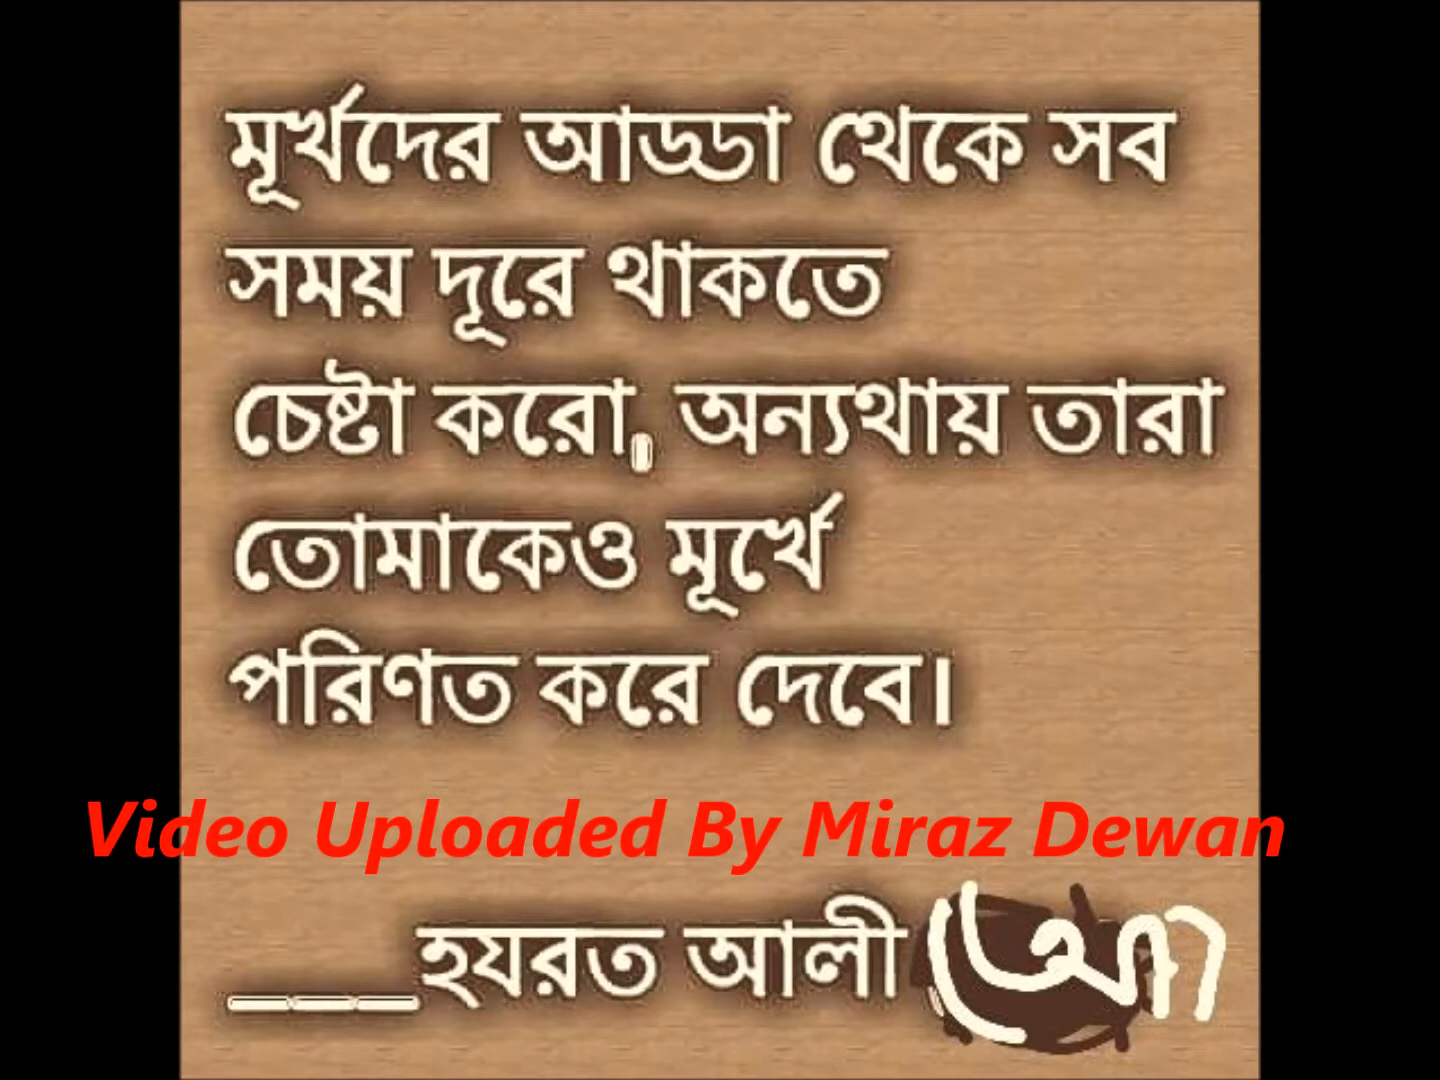 মূর্খদের আড্ডা থেকে সব
সময় দূরে থাকতে
চেষ্টা করো, অন্যথায় তারা
তোমাকেও মূর্খে
পরিণত করে দেবে।
Video Uploaded By Miraz Dewan
___হযরত আলী